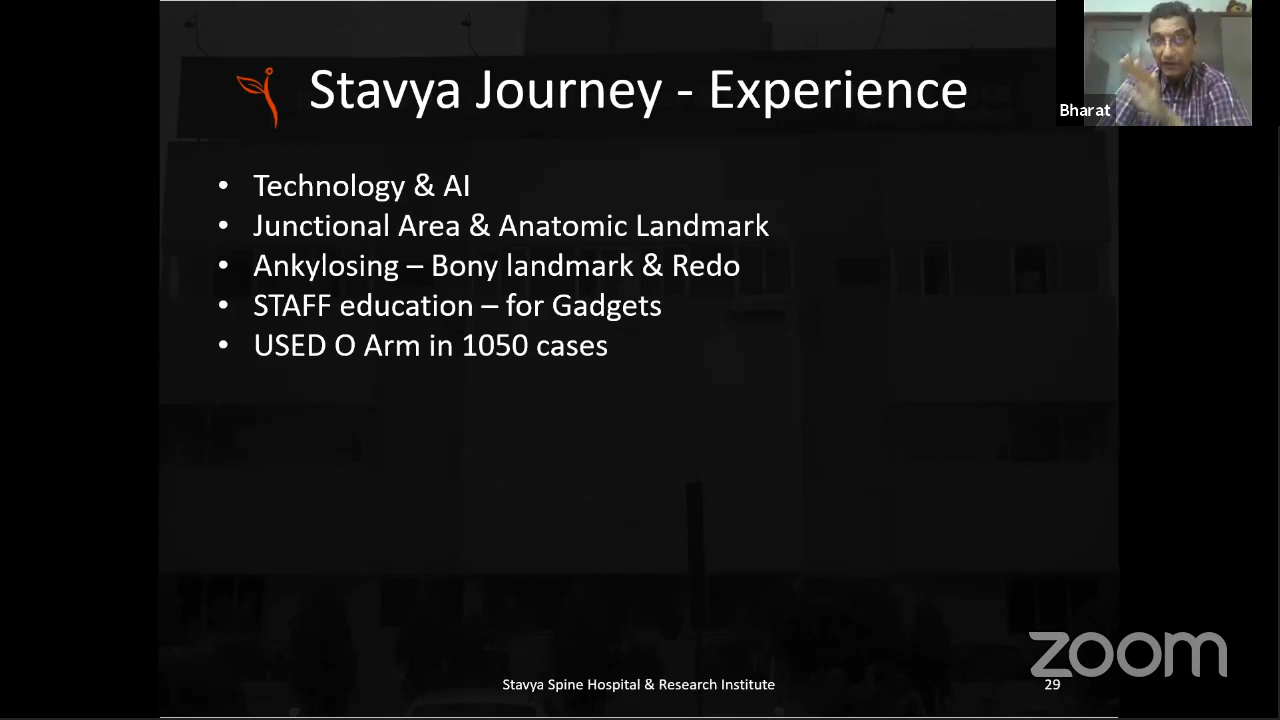 Stavya Journey - Experience
Bharat
• Technology & AI
• Junctional Area & Anatomic Landmark
• Ankylosing – Bony landmark & Redo
• STAFF education – for Gadgets
• USED O Arm in 1050 cases
zoom
Stavya Spine Hospital & Research Institute
29